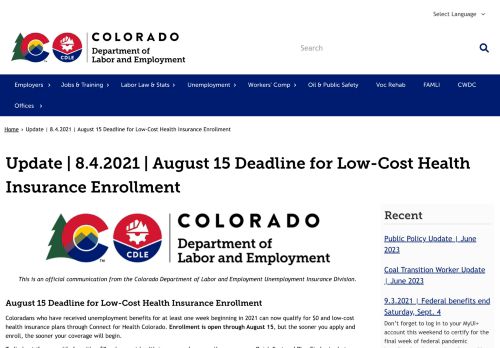 Select Language
COLORADO
Department of
Labor and Employment
CDLE
Search
Employers
Jobs & Training
Labor Law & Stats
Unemployment
Workers' Comp
Oil & Public Safety
Voc Rehab
FAMLI
CWDC
Offices
Home › Update | 8.4.2021 | August 15 Deadline for Low-Cost Health Insurance Enrollment
Update | 8.4.2021 | August 15 Deadline for Low-Cost Health
Insurance Enrollment
COLORADO
Department of
Labor and Employment
CDLE
TM
This is an official communication from the Colorado Department of Labor and Employment Unemployment Insurance Division.
August 15 Deadline for Low-Cost Health Insurance Enrollment
Coloradans who have received unemployment benefits for at least one week beginning in 2021 can now qualify for $0 and low-cost
health insurance plans through Connect for Health Colorado. Enrollment is open through August 15, but the sooner you apply and
enroll, the sooner your coverage will begin.
Recent
Public Policy Update | June
2023
Coal Transition Worker Update
| June 2023
9.3.2021 | Federal benefits end
Saturday, Sept. 4
Don't forget to log in to your MyUI+
account this weekend to certify for the
final week of federal pandemic